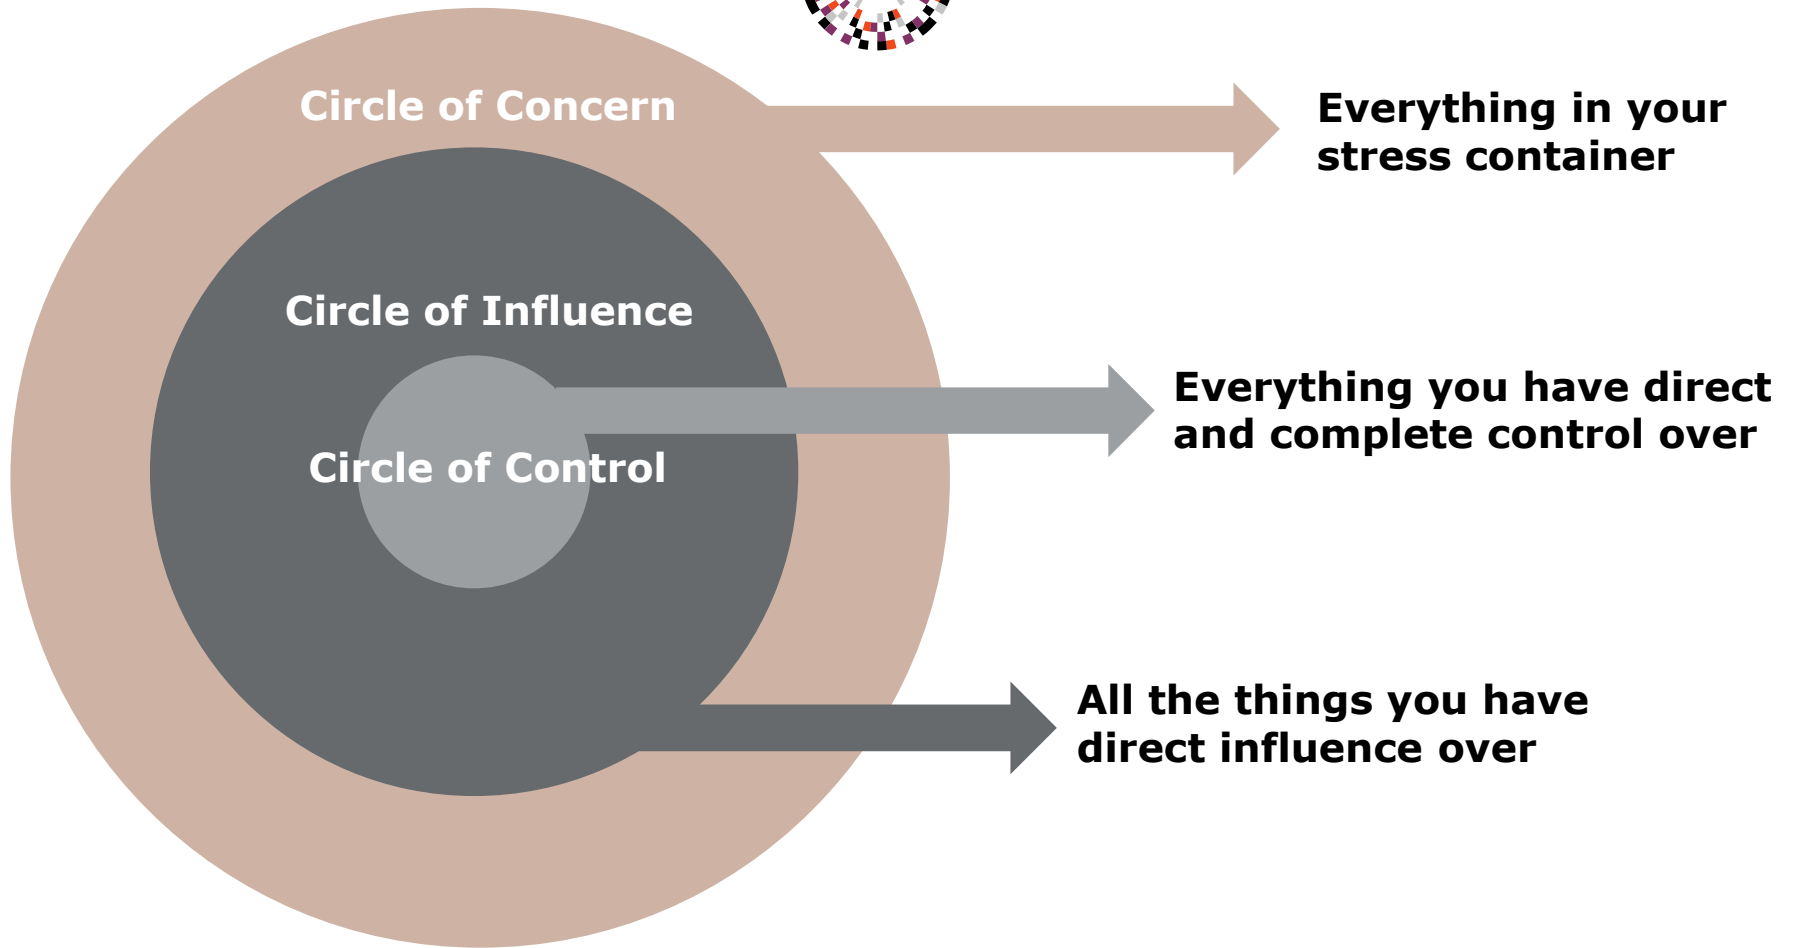 Circle of Concern
Everything in your
stress container
Circle of Influence
Everything you have direct
and complete control over
Circle of Control
All the things you have
direct influence over